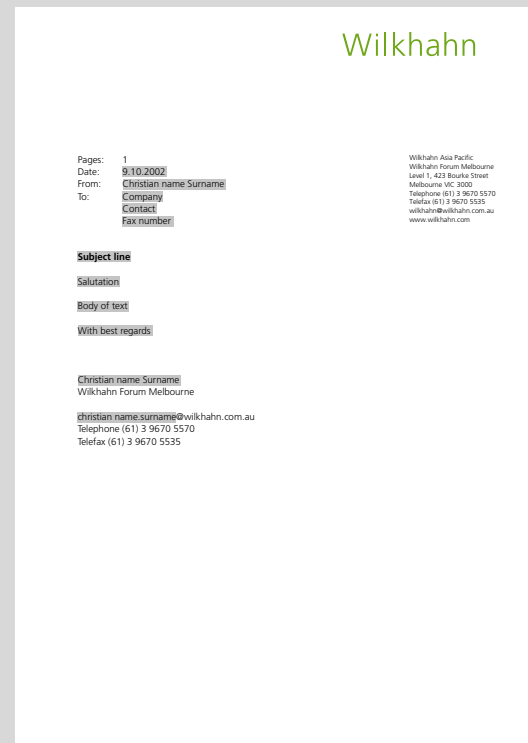 Wilkhahn
Pages: 1
Date: 9.10.2002
From: Christian name Surname
To: Company
Contact
Fax number
Wilkhahn Asia Pacific
Wilkhahn Forum Melbourne
Level 1, 423 Bourke Street
Melbourne VIC 3000
Telephone (61) 3 9670 5570
Telefax (61) 3 9670 5535
wilkhahn@wilkhahn.com.au
www.wilkhahn.com
Subject line
Salutation
Body of text
With best regards
Christian name Surname
Wilkhahn Forum Melbourne
christian name.surname@wilkhahn.com.au
Telephone (61) 3 9670 5570
Telefax (61) 3 9670 5535